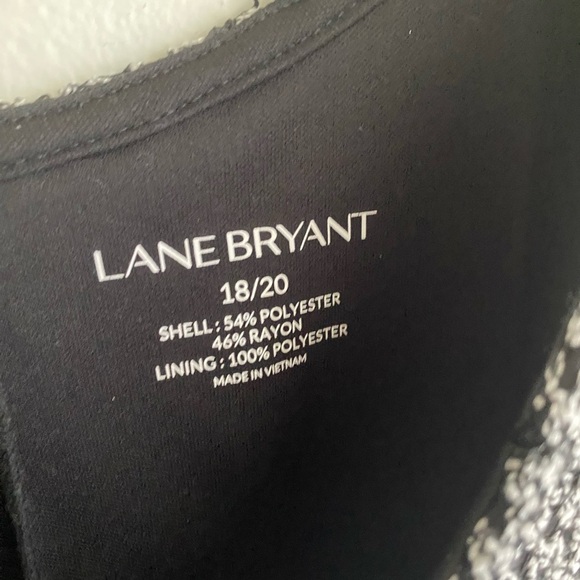 LANE BRYANT
18/20
SHELL : 54% POLYESTER
46% RAYON
LINING : 100% POLYESTER
MADE IN VIETNAM